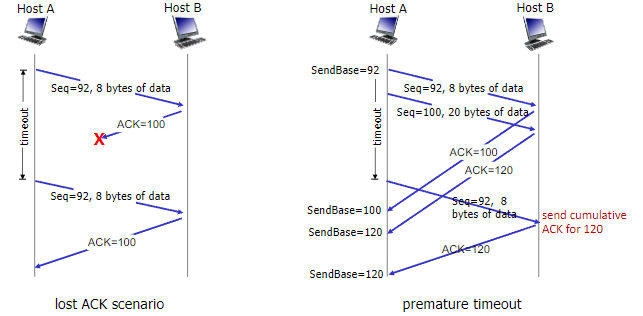 Host A
Host B
Seq=92, 8 bytes of data
ACK=100
X
timeout
Seq=92, 8 bytes of data
ACK=100
lost ACK scenario
Host A
Host B
SendBase=92
Seq=92, 8 bytes of data
Seq=100, 20 bytes of data
timeout
ACK=100
ACK=120
SendBase=100
SendBase=120
Seq=92, 8
bytes of data
send cumulative
ACK for 120
ACK=120
SendBase=120
premature timeout